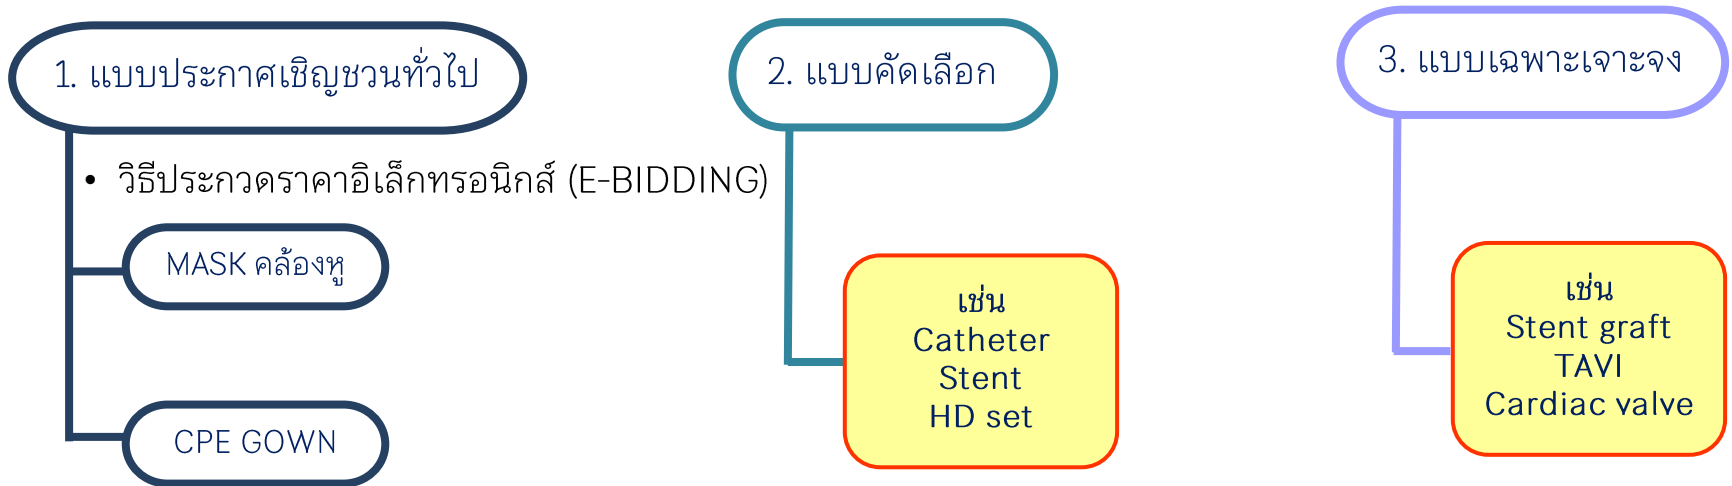 1. แบบประกาศเชิญชวนทั่วไป
• วิธีประกวดราคาอิเล็กทรอนิกส์ (E-BIDDING)
MASK คล้องหู
CPE GOWN
2. แบบคัดเลือก
เช่น
Catheter
Stent
HD set
3. แบบเฉพาะเจาะจง
เช่น
Stent graft
TAVI
Cardiac valve